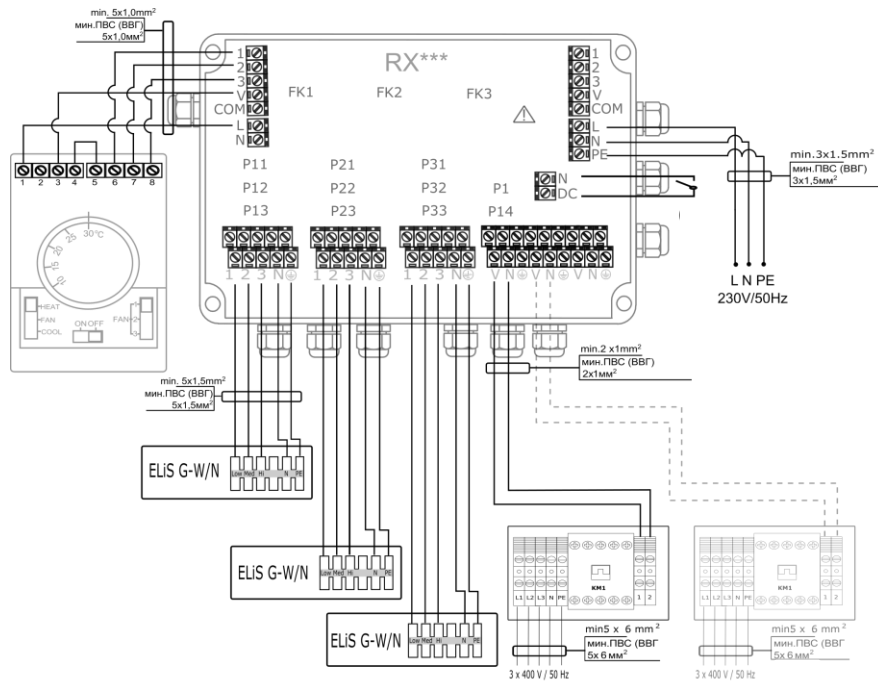 min. 5x1,0mm²
мин.ПВС (ВВГ)
5x1,0мм²
RX***
FK1 FK2 FK3
1
2
3
V
COM
L
N
1
2
3
V
COM
L
N
PE
N
DC
P11 P21 P31
P12 P22 P32 P1
P13 P23 P33 P14
1 2 3 N
1 2 3 N
1 2 3 N
V N V N V N
1 2 3 4 5 6 7 8
10 15 20 25 30°C
HEAT
FAN
COOL
ON OFF
FAN
1
2
3
min.3x1.5mm²
мин.ПВС (ВВГ)
3x1,5мм²
L N PE
230V/50Hz
min. 5x1,5mm²
мин.ПВС (ВВГ)
5x1,5мм²
min.2 x1mm²
мин.ПВС (ВВГ)
2x1мм²
ELiS G-W/N
Low Med Hi N PE
ELiS G-W/N
Low Med Hi N PE
ELiS G-W/N
Low Med Hi N PE
KM1
L1 L2 L3 N PE 1 2
KM1
L1 L2 L3 N PE 1 2
min5 x 6 mm²
мин.ПВС (ВВГ
5x 6 мм²
3 x 400 V / 50 Hz
min5 x 6 mm²
мин.ПВС (ВВГ
5x 6 мм²
3 x 400 V / 50 Hz